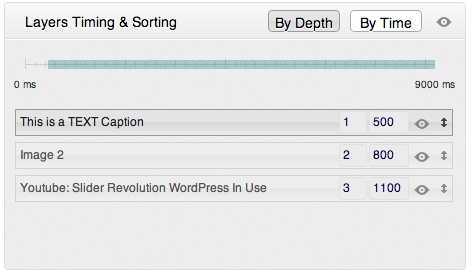 Layers Timing & Sorting By Depth By Time
0 ms 9000 ms
This is a TEXT Caption 1 500
Image 2 2 800
Youtube: Slider Revolution WordPress In Use 3 1100